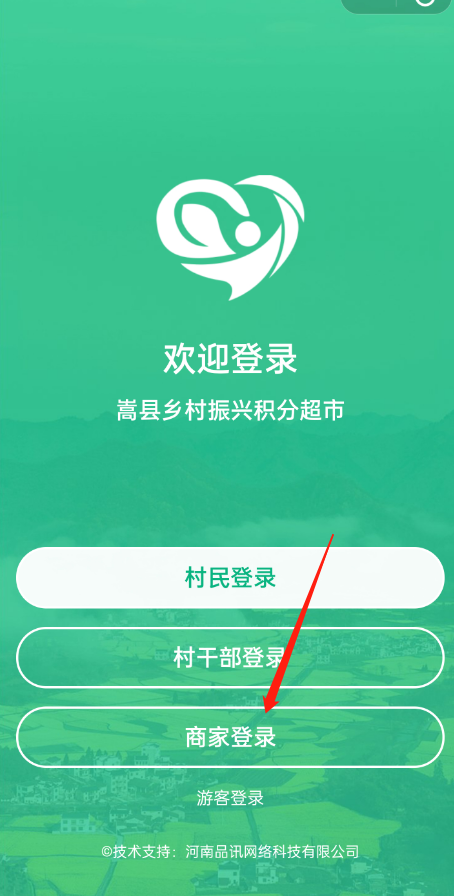 欢迎登录
嵩县乡村振兴积分超市
村民登录
村干部登录
商家登录
游客登录
©技术支持：河南品讯网络科技有限公司